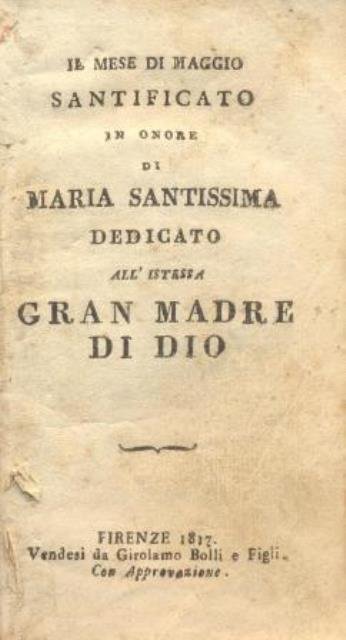 IL MESE DI MAGGIO
SANTIFICATO
IN ONORE
DI
MARIA SANTISSIMA
DEDICATO
ALL' ISTESSA
GRAN MADRE
DI DIO
FIRENZE 1817.
Vendesi da Girolamo Bolli e Figli.
Con Approvazione.